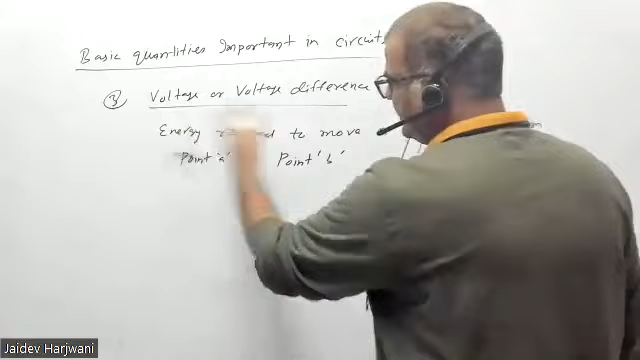 Basic quantities Important in circuits
③ Voltage or Voltage difference
Energy to move
Point 'a' Point 'b'
Jaidev Harjwani